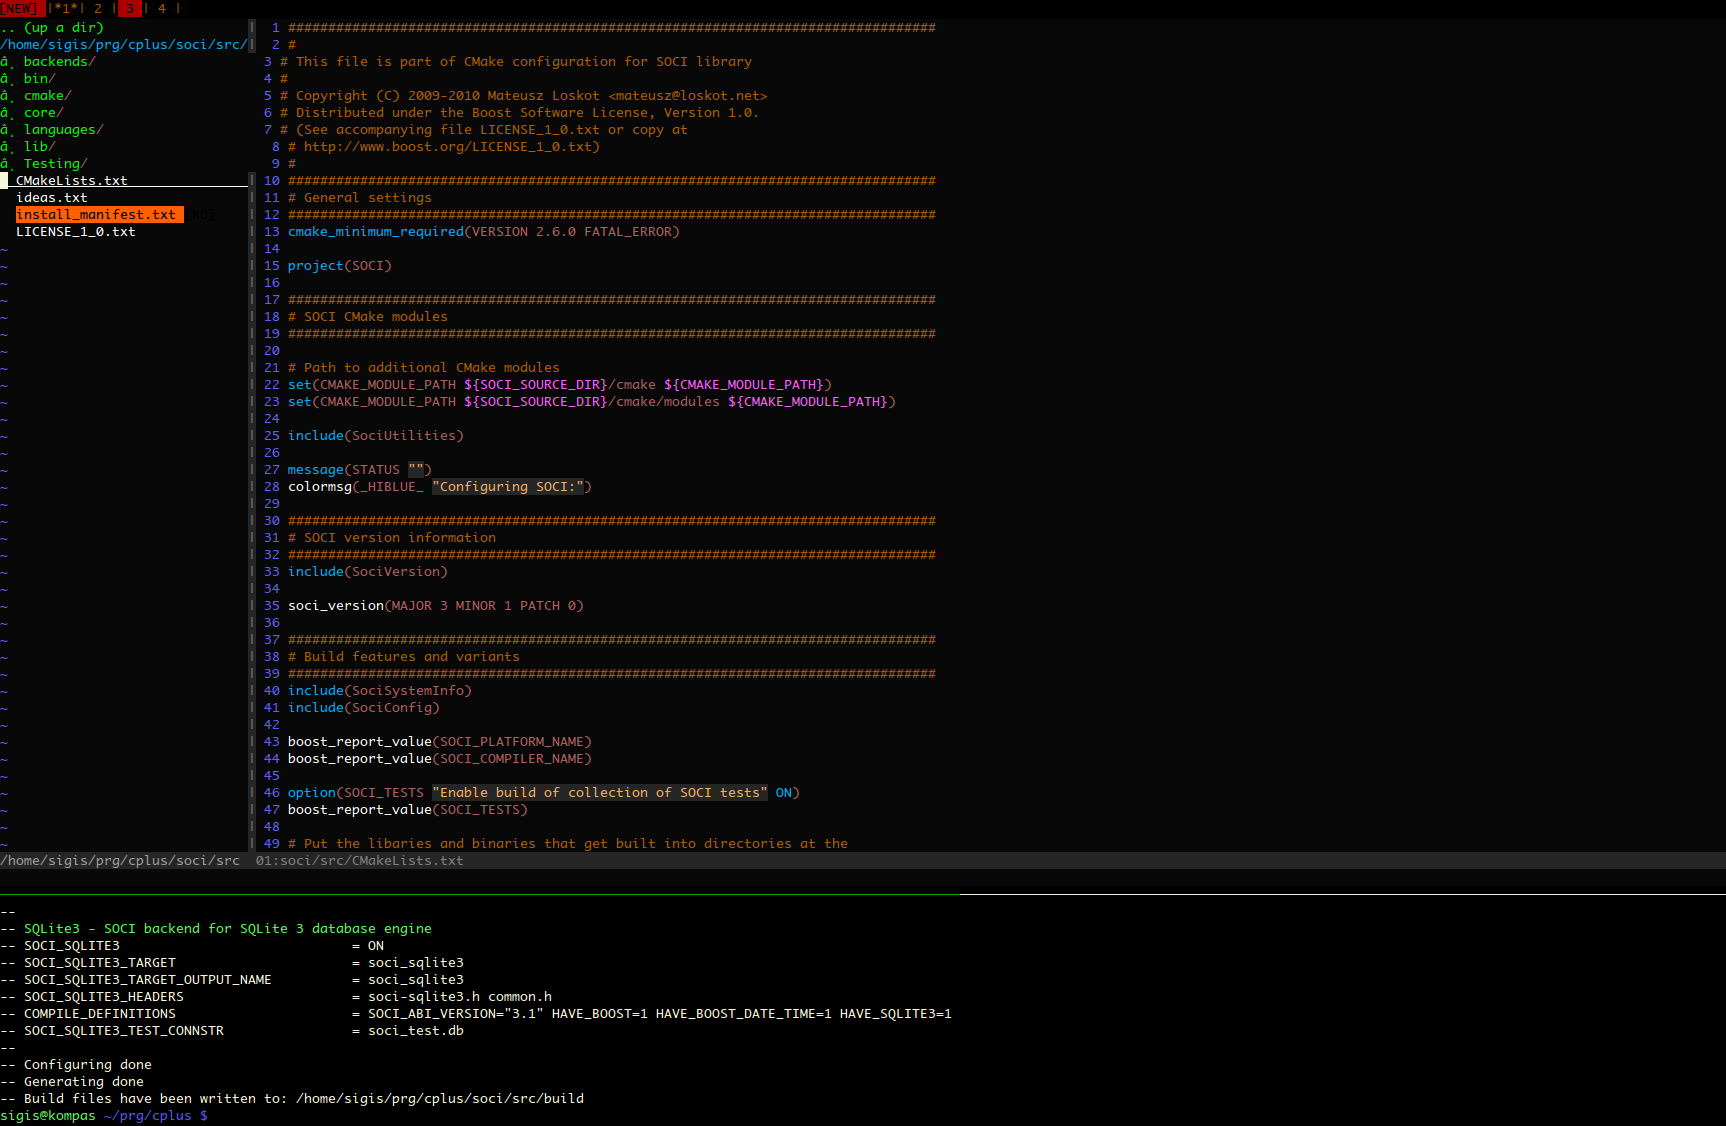 [NEW] |*1*| 2 | 3 | 4 |
.. (up a dir)
/home/sigis/prg/cplus/soci/src/
â¸ backends/
â¸ bin/
â¸ cmake/
â¸ core/
â¸ languages/
â¸ lib/
â¸ Testing/
CMakeLists.txt
ideas.txt
install_manifest.txt [RO]
LICENSE_1_0.txt
1 #################################################################################
2 #
3 # This file is part of CMake configuration for SOCI library
4 #
5 # Copyright (C) 2009-2010 Mateusz Loskot <mateusz@loskot.net>
6 # Distributed under the Boost Software License, Version 1.0.
7 # (See accompanying file LICENSE_1_0.txt or copy at
8 # http://www.boost.org/LICENSE_1_0.txt)
9 #
10 #################################################################################
11 # General settings
12 #################################################################################
13 cmake_minimum_required(VERSION 2.6.0 FATAL_ERROR)
14
15 project(SOCI)
16
17 #################################################################################
18 # SOCI CMake modules
19 #################################################################################
20
21 # Path to additional CMake modules
22 set(CMAKE_MODULE_PATH ${SOCI_SOURCE_DIR}/cmake ${CMAKE_MODULE_PATH})
23 set(CMAKE_MODULE_PATH ${SOCI_SOURCE_DIR}/cmake/modules ${CMAKE_MODULE_PATH})
24
25 include(SociUtilities)
26
27 message(STATUS "")
28 colormsg(_HIBLUE_ "Configuring SOCI:")
29
30 #################################################################################
31 # SOCI version information
32 #################################################################################
33 include(SociVersion)
34
35 soci_version(MAJOR 3 MINOR 1 PATCH 0)
36
37 #################################################################################
38 # Build features and variants
39 #################################################################################
40 include(SociSystemInfo)
41 include(SociConfig)
42
43 boost_report_value(SOCI_PLATFORM_NAME)
44 boost_report_value(SOCI_COMPILER_NAME)
45
46 option(SOCI_TESTS "Enable build of collection of SOCI tests" ON)
47 boost_report_value(SOCI_TESTS)
48
49 # Put the libaries and binaries that get built into directories at the
/home/sigis/prg/cplus/soci/src 01:soci/src/CMakeLists.txt
--
-- SQLite3 - SOCI backend for SQLite 3 database engine
-- SOCI_SQLITE3 = ON
-- SOCI_SQLITE3_TARGET = soci_sqlite3
-- SOCI_SQLITE3_TARGET_OUTPUT_NAME = soci_sqlite3
-- SOCI_SQLITE3_HEADERS = soci-sqlite3.h common.h
-- COMPILE_DEFINITIONS = SOCI_ABI_VERSION="3.1" HAVE_BOOST=1 HAVE_BOOST_DATE_TIME=1 HAVE_SQLITE3=1
-- SOCI_SQLITE3_TEST_CONNSTR = soci_test.db
--
-- Configuring done
-- Generating done
-- Build files have been written to: /home/sigis/prg/cplus/soci/src/build
sigis@kompas ~/prg/cplus $